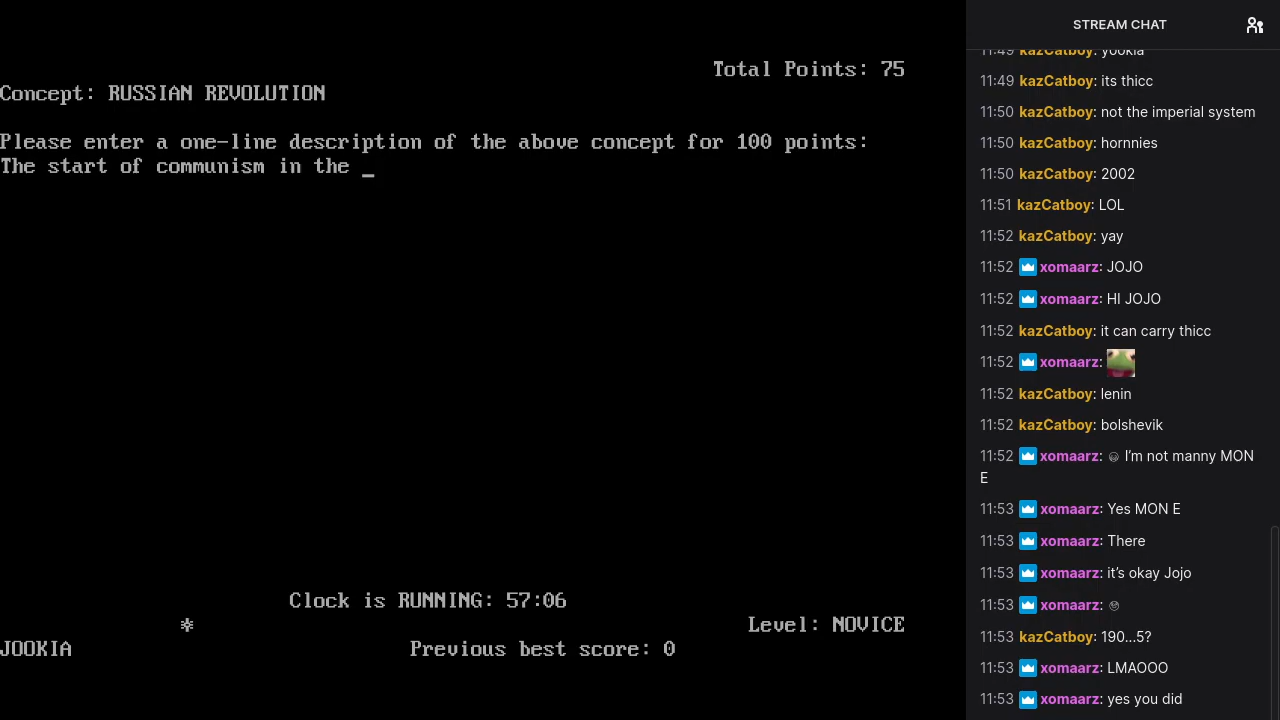 Total Points: 75
Concept: RUSSIAN REVOLUTION
Please enter a one-line description of the above concept for 100 points:
The start of communism in the _
Clock is RUNNING: 57:06
*
Level: NOVICE
JOOKIA
Previous best score: 0
STREAM CHAT
11:49 kazCatboy: yookia
11:49 kazCatboy: its thicc
11:50 kazCatboy: not the imperial system
11:50 kazCatboy: hornnies
11:50 kazCatboy: 2002
11:51 kazCatboy: LOL
11:52 kazCatboy: yay
11:52 xomaarz: JOJO
11:52 xomaarz: HI JOJO
11:52 kazCatboy: it can carry thicc
11:52 xomaarz:
11:52 kazCatboy: lenin
11:52 kazCatboy: bolshevik
11:52 xomaarz: 😀 I'm not manny MON
E
11:53 xomaarz: Yes MON E
11:53 xomaarz: There
11:53 xomaarz: it's okay Jojo
11:53 xomaarz:
11:53 kazCatboy: 190...5?
11:53 xomaarz: LMAOOO
11:53 xomaarz: yes you did